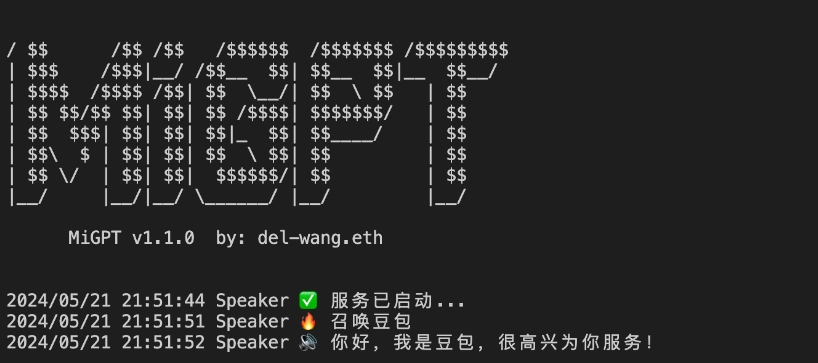 / $$      /$$ /$$   /$$$$$$  /$$$$$$$ /$$$$$$$$$
| $$$    /$$$|__/ /$$__  $$| $$__  $$|__  $$__/
| $$$$  /$$$$ /$$| $$  \__/| $$  \ $$   | $$
| $$ $$/$$ $$| $$| $$ /$$$$| $$$$$$$/   | $$
| $$  $$$| $$| $$| $$|_  $$| $$____/    | $$
| $$\  $ | $$| $$| $$  \ $$| $$         | $$
| $$ \/  | $$| $$|  $$$$$$/| $$         | $$
|__/     |__/|__/ \______/ |__/         |__/
MiGPT v1.1.0  by: del-wang.eth
2024/05/21 21:51:44 Speaker ✅ 服务已启动...
2024/05/21 21:51:51 Speaker 🔥 召唤豆包
2024/05/21 21:51:52 Speaker 🔊 你好，我是豆包，很高兴为你服务！